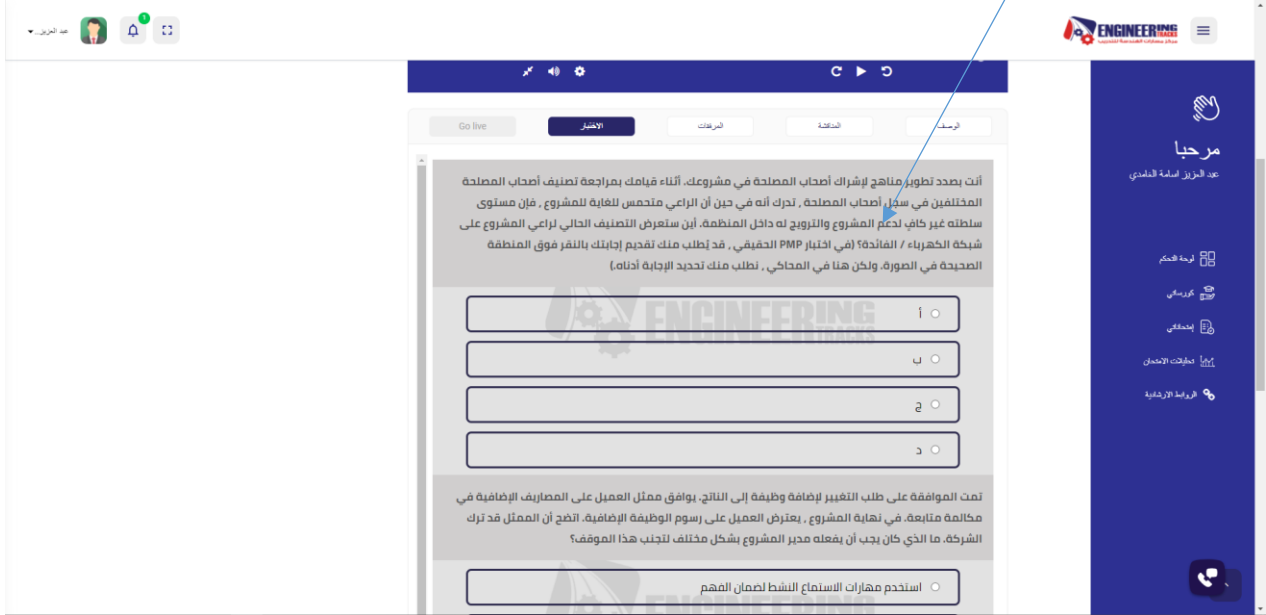 ENGINEERING TRACKS
مركز مسارات الهندسة للتدريب
1
عبد العزيز...
مرحبا
عبد العزيز اسامة الغامدي
لوحة التحكم
كورساتي
إمتحاناتي
تحليلات الامتحان
الروابط الارشادية
الوصف
المناقشة
المرفقات
الاختبار
Go live
أنت بصدد تطوير مناهج لإشراك أصحاب المصلحة في مشروعك. أثناء قيامك بمراجعة تصنيف أصحاب المصلحة
المختلفين في سجل أصحاب المصلحة , تدرك أنه في حين أن الراعي متحمس للغاية للمشروع , فإن مستوى
سلطته غير كافٍ لدعم المشروع والترويج له داخل المنظمة. أين ستعرض التصنيف الحالي لراعي المشروع على
شبكة الكهرباء / الفائدة؟ (في اختبار PMP الحقيقي , قد يُطلب منك تقديم إجابتك بالنقر فوق المنطقة
الصحيحة في الصورة. ولكن هنا في المحاكي , نطلب منك تحديد الإجابة أدناه.)
أ
ب
ج
د
ENGINEERING TRACKS
تمت الموافقة على طلب التغيير لإضافة وظيفة إلى الناتج. يوافق ممثل العميل على المصاريف الإضافية في
مكالمة متابعة. في نهاية المشروع , يعترض العميل على رسوم الوظيفة الإضافية. اتضح أن الممثل قد ترك
الشركة. ما الذي كان يجب أن يفعله مدير المشروع بشكل مختلف لتجنب هذا الموقف؟
استخدم مهارات الاستماع النشط لضمان الفهم